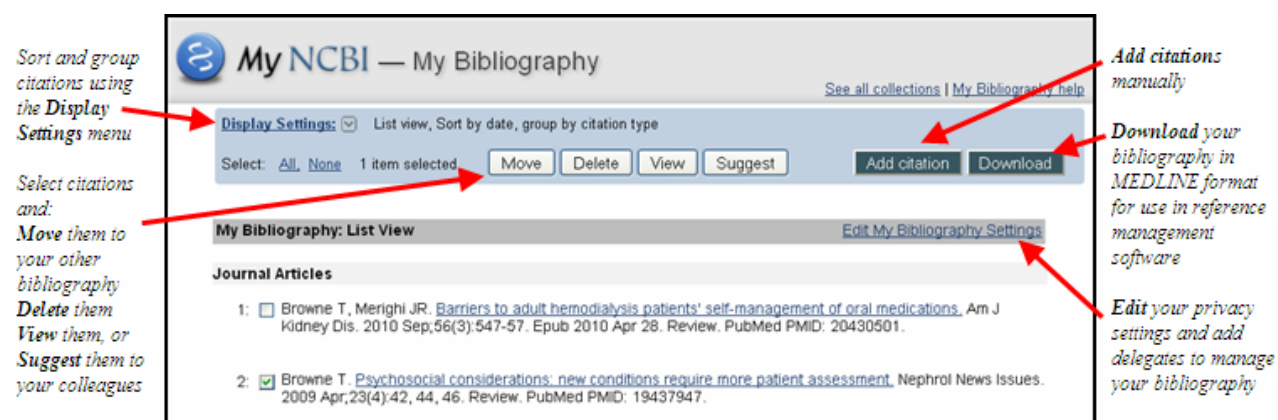 Sort and group
citations using
the Display
Settings menu
Select citations
and:
Move them to
your other
bibliography
Delete them
View them, or
Suggest them to
your colleagues
My NCBI — My Bibliography
See all collections | My Bibliography help
Display Settings: List view, Sort by date, group by citation type
Select: All, None 1 item selected Move Delete View Suggest Add citation Download
My Bibliography: List View Edit My Bibliography Settings
Journal Articles
1: Browne T, Merighi JR. Barriers to adult hemodialysis patients' self-management of oral medications. Am J
Kidney Dis. 2010 Sep;56(3):547-57. Epub 2010 Apr 28. Review. PubMed PMID: 20430501.
2: Browne T. Psychosocial considerations: new conditions require more patient assessment. Nephrol News Issues.
2009 Apr;23(4):42, 44, 46. Review. PubMed PMID: 19437947.
Add citations
manually
Download your
bibliography in
MEDLINE format
for use in reference
management
software
Edit your privacy
settings and add
delegates to manage
your bibliography